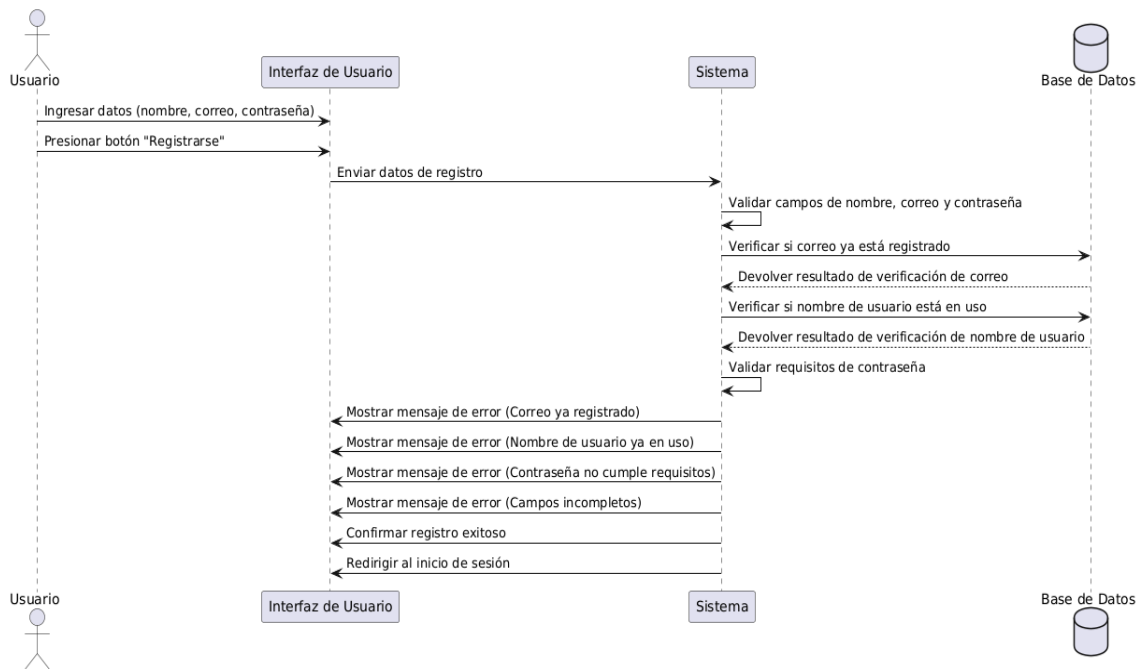 Usuario
Interfaz de Usuario
Sistema
Base de Datos
Ingresar datos (nombre, correo, contraseña)
Presionar botón "Registrarse"
Enviar datos de registro
Validar campos de nombre, correo y contraseña
Verificar si correo ya está registrado
Devolver resultado de verificación de correo
Verificar si nombre de usuario está en uso
Devolver resultado de verificación de nombre de usuario
Validar requisitos de contraseña
Mostrar mensaje de error (Correo ya registrado)
Mostrar mensaje de error (Nombre de usuario ya en uso)
Mostrar mensaje de error (Contraseña no cumple requisitos)
Mostrar mensaje de error (Campos incompletos)
Confirmar registro exitoso
Redirigir al inicio de sesión
Usuario
Interfaz de Usuario
Sistema
Base de Datos